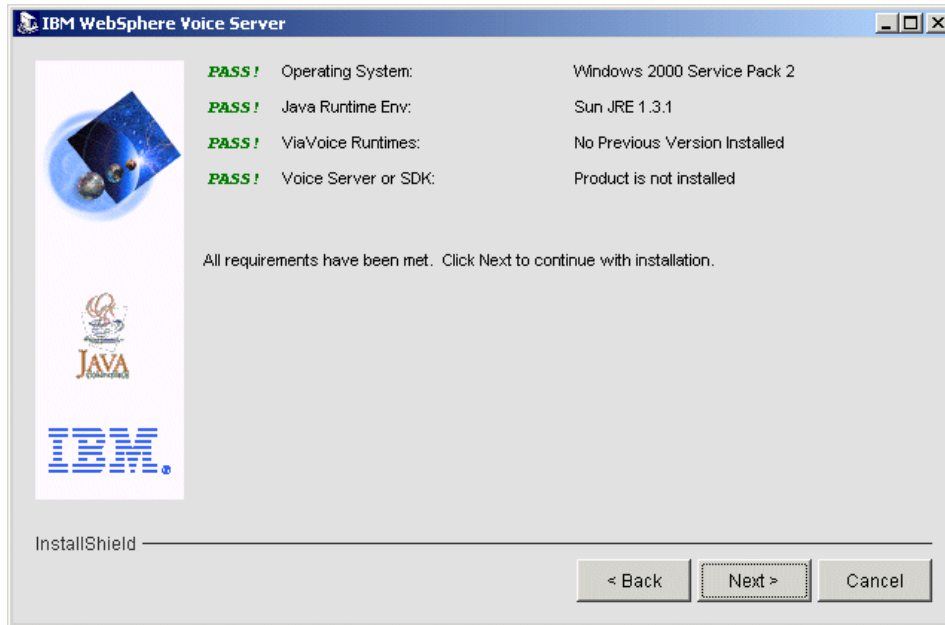 IBM WebSphere Voice Server
PASS! Operating System: Windows 2000 Service Pack 2
PASS! Java Runtime Env: Sun JRE 1.3.1
PASS! ViaVoice Runtimes: No Previous Version Installed
PASS! Voice Server or SDK: Product is not installed
All requirements have been met. Click Next to continue with installation.
JAVA
COMPATIBLE
IBM.
InstallShield
< Back Next > Cancel